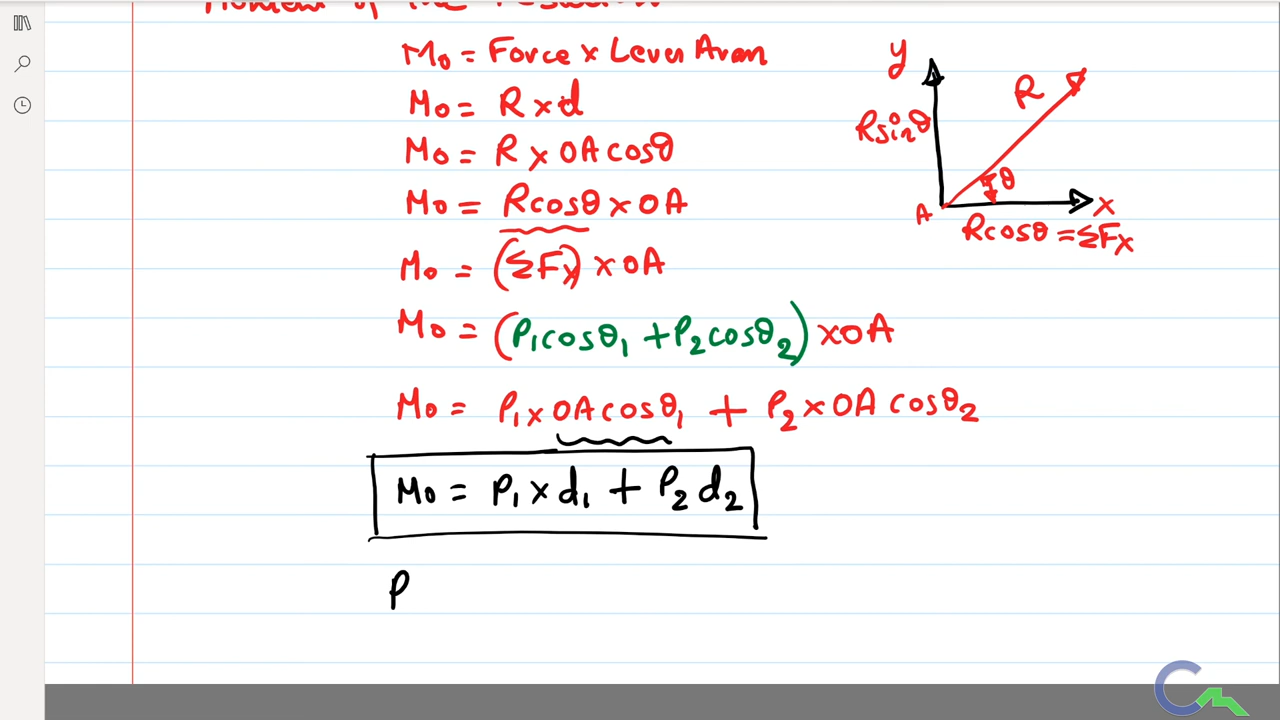 Mo = Force x Lever Aram
Mo = R x d
Mo = R x OA cosθ
Mo = Rcosθ x OA
Mo = (ΣFx) x OA
Mo = (P1cosθ1 + P2cosθ2) x OA
Mo = P1 x OA cosθ1 + P2 x OA cosθ2
Mo = P1 x d1 + P2 d2
P
y
R
Rsinθ
θ
A
x
Rcosθ = ΣFx